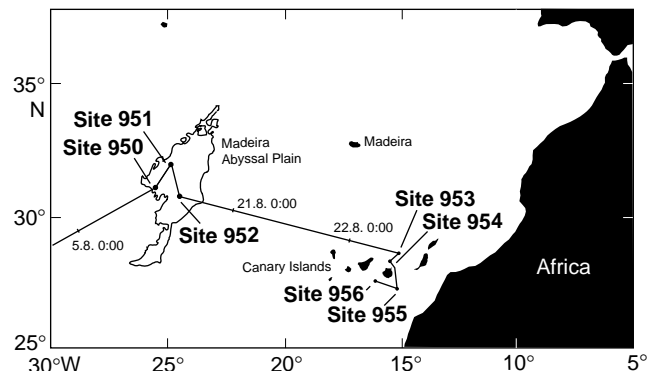 35°
N
Site 951
Site 950
Madeira
Abyssal Plain
Madeira
30°
21.8. 0:00
Site 953
Site 954
5.8. 0:00
Site 952
22.8. 0:00
Canary Islands
Africa
Site 956
Site 955
25°
30°W
25°
20°
15°
10°
5°